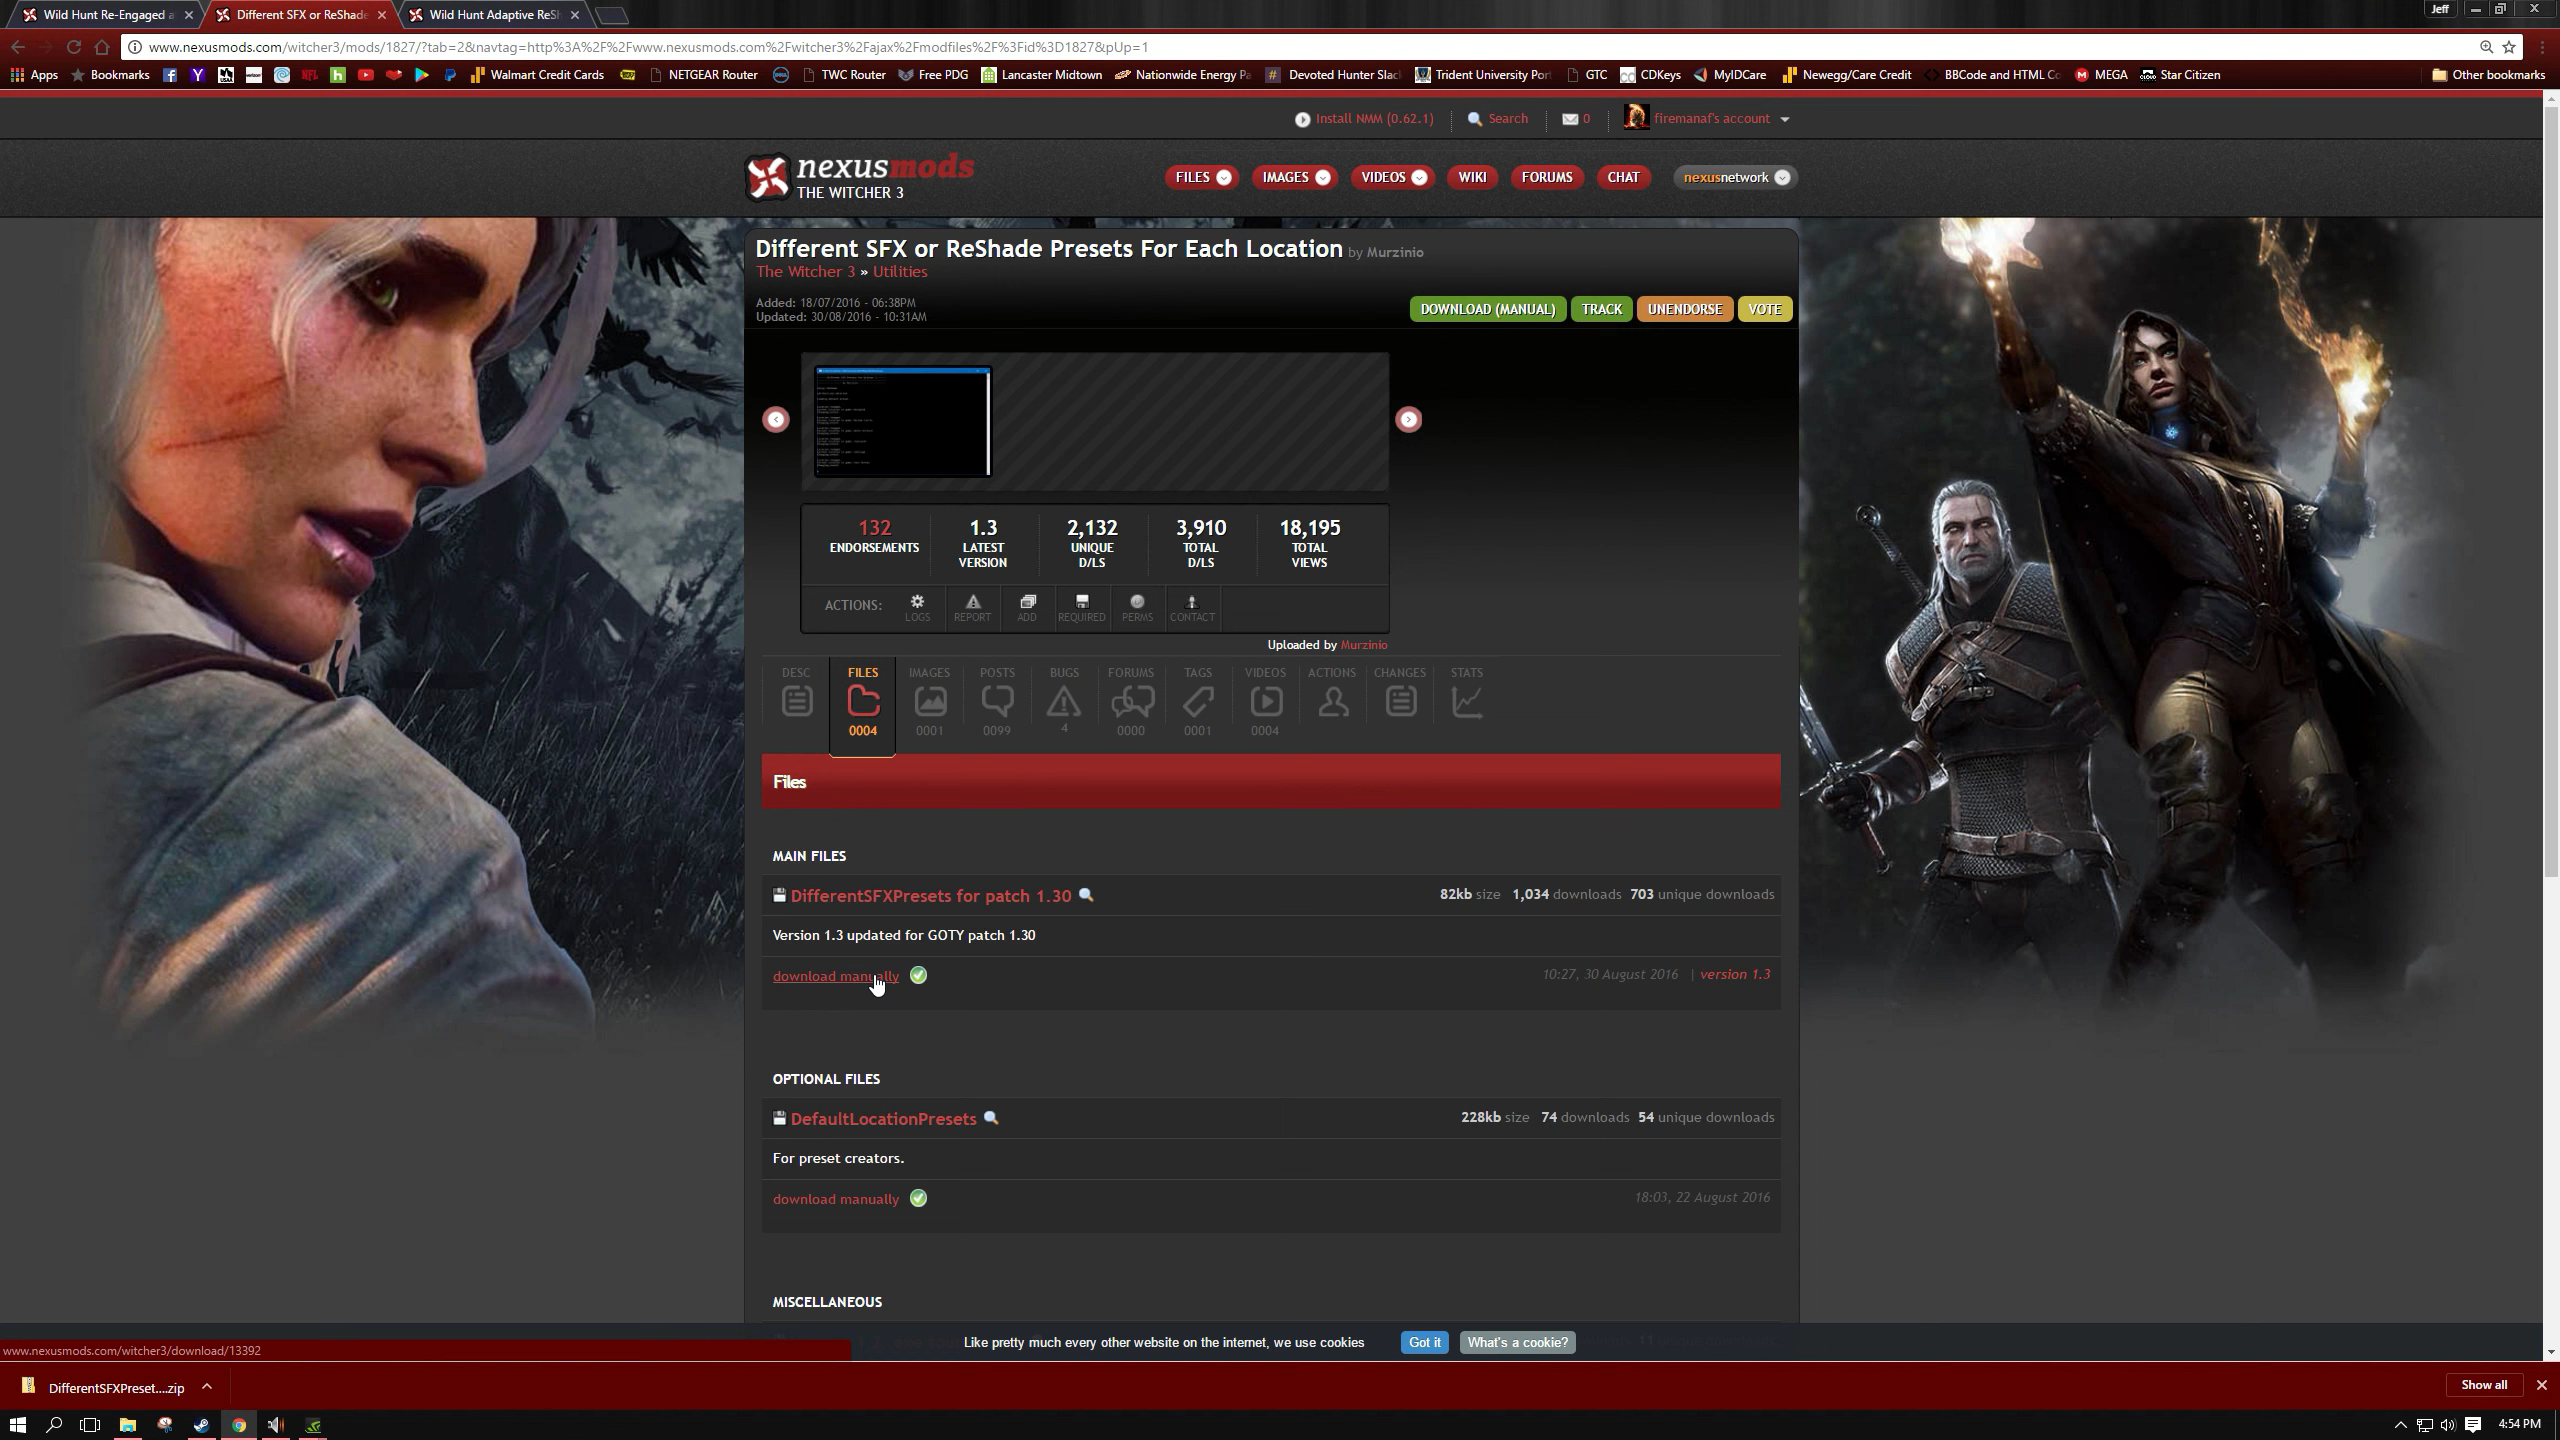 Wild Hunt Re-Engaged a
Different SFX or ReShade
Wild Hunt Adaptive ReSh
Jeff
www.nexusmods.com/witcher3/mods/1827/?tab=2&navtag=http%3A%2F%2Fwww.nexusmods.com%2Fwitcher3%2Fajax%2Fmodfiles%2F%3Fid%3D1827&pUp=1
Apps Bookmarks Walmart Credit Cards NETGEAR Router TWC Router Free PDG Lancaster Midtown Nationwide Energy Pa Devoted Hunter Slac Trident University Port GTC CDKeys MyIDCare Newegg/Care Credit BBCode and HTML Co MEGA Star Citizen Other bookmarks
Install NMM (0.62.1) Search 0 firemanaf's account
nexusmods
THE WITCHER 3
FILES IMAGES VIDEOS WIKI FORUMS CHAT nexusnetwork
Different SFX or ReShade Presets For Each Location by Murzinio
The Witcher 3 » Utilities
Added: 18/07/2016 - 06:38PM
Updated: 30/08/2016 - 10:31AM
DOWNLOAD (MANUAL) TRACK UNENDORSE VOTE
132 1.3 2,132 3,910 18,195
ENDORSEMENTS LATEST UNIQUE TOTAL TOTAL
VERSION D/LS D/LS VIEWS
ACTIONS: LOGS REPORT ADD REQUIRED PERMS CONTACT
Uploaded by Murzinio
DESC FILES IMAGES POSTS BUGS FORUMS TAGS VIDEOS ACTIONS CHANGES STATS
0004 0001 0099 4 0000 0001 0004
Files
MAIN FILES
DifferentSFXPresets for patch 1.30 82kb size 1,034 downloads 703 unique downloads
Version 1.3 updated for GOTY patch 1.30
download manually 10:27, 30 August 2016 | version 1.3
OPTIONAL FILES
DefaultLocationPresets 228kb size 74 downloads 54 unique downloads
For preset creators.
download manually 18:03, 22 August 2016
MISCELLANEOUS
Like pretty much every other website on the internet, we use cookies Got it What's a cookie?
www.nexusmods.com/witcher3/download/13392
DifferentSFXPreset....zip Show all
4:54 PM